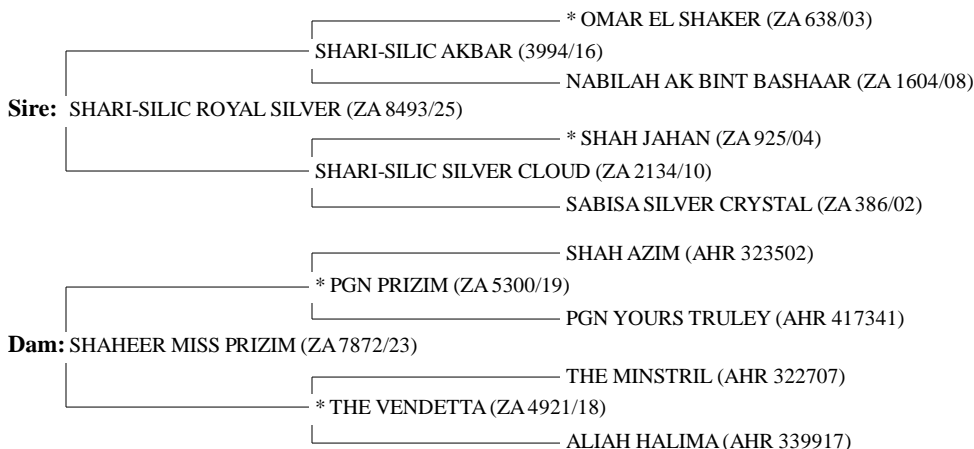 * OMAR EL SHAKER (ZA 638/03)
SHARI-SILIC AKBAR (3994/16)
NABILAH AK BINT BASHAAR (ZA 1604/08)
Sire: SHARI-SILIC ROYAL SILVER (ZA 8493/25)
* SHAH JAHAN (ZA 925/04)
SHARI-SILIC SILVER CLOUD (ZA 2134/10)
SABISA SILVER CRYSTAL (ZA 386/02)
SHAH AZIM (AHR 323502)
* PGN PRIZIM (ZA 5300/19)
PGN YOURS TRULEY (AHR 417341)
Dam: SHAHEER MISS PRIZIM (ZA 7872/23)
THE MINSTRIL (AHR 322707)
* THE VENDETTA (ZA 4921/18)
ALIAH HALIMA (AHR 339917)